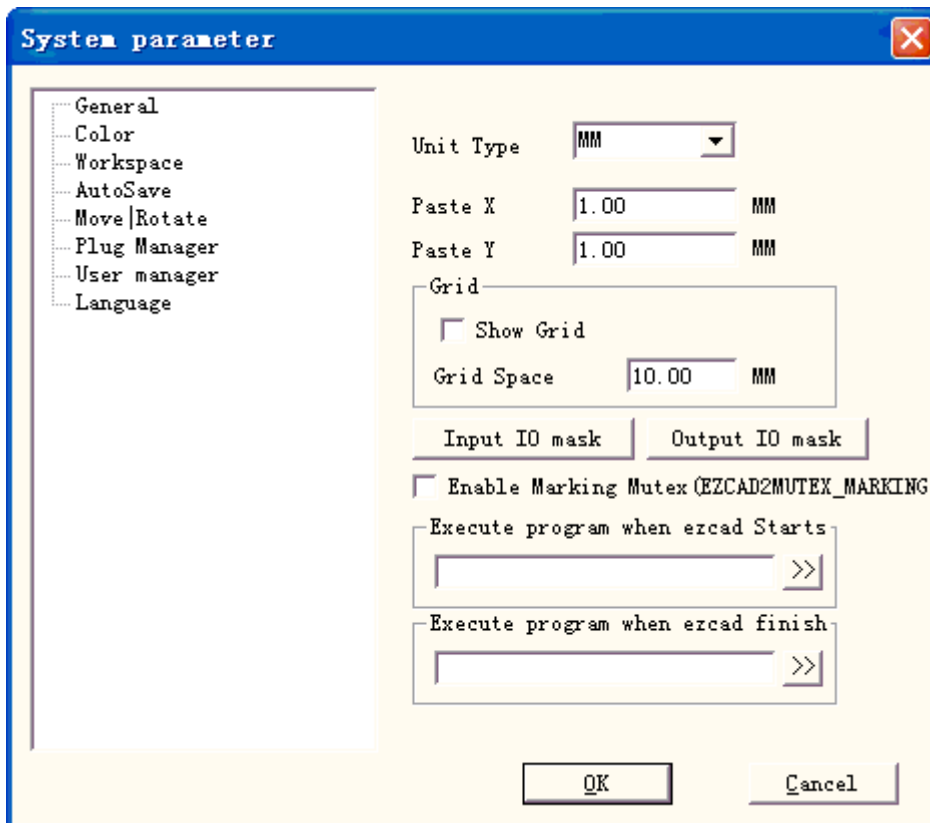 System parameter
General
Color
Workspace
AutoSave
Move|Rotate
Plug Manager
User manager
Language
Unit Type MM
Paste X 1.00 MM
Paste Y 1.00 MM
Grid
Show Grid
Grid Space 10.00 MM
Input IO mask Output IO mask
Enable Marking Mutex(EZCAD2MUTEX_MARKING
Execute program when ezcad Starts
>>
Execute program when ezcad finish
>>
OK Cancel